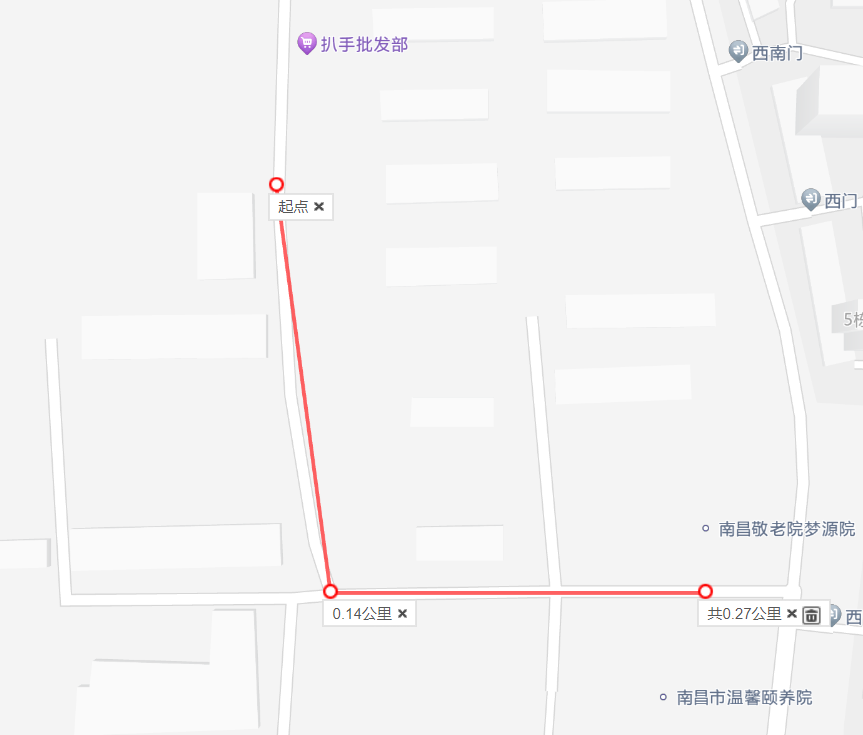 扒手批发部
西南门
西门
起点
5栋
南昌敬老院梦源院
0.14公里
共0.27公里
西
南昌市温馨颐养院